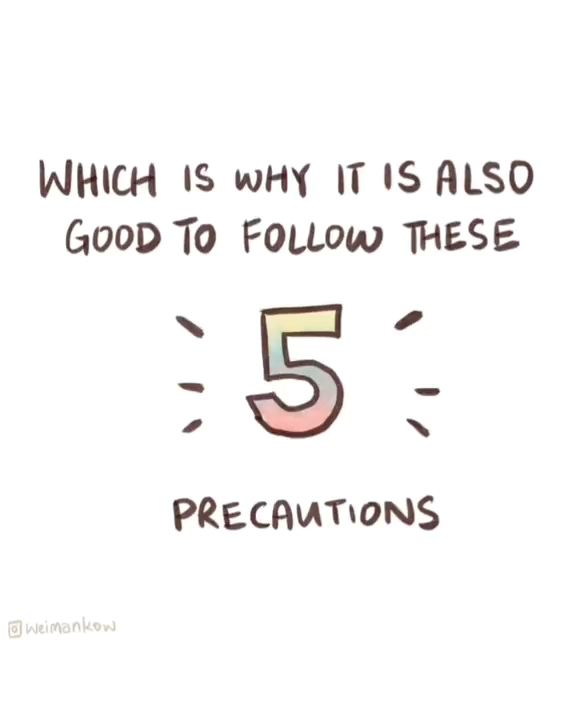 WHICH IS WHY IT IS ALSO
GOOD TO FOLLOW THESE
5
PRECAUTIONS
weimankow